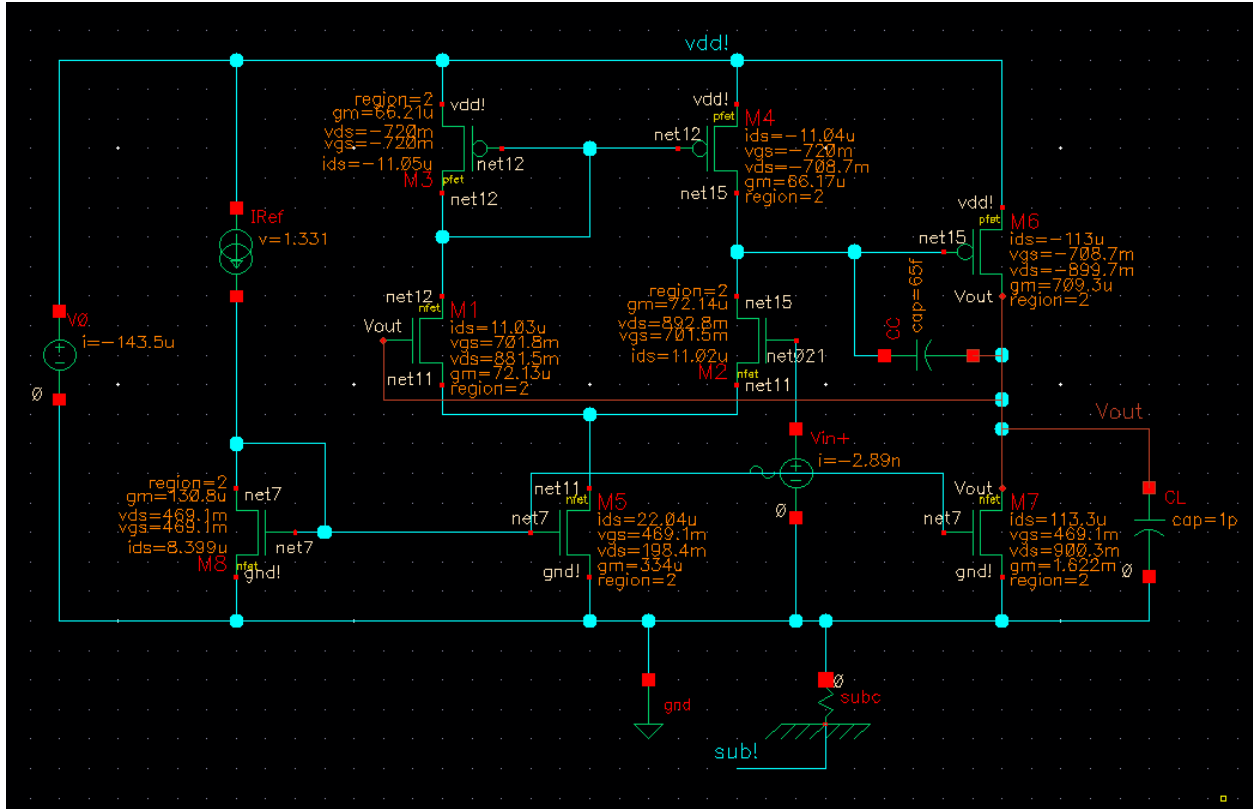 vdd!
region=2
gm=66.21u
vds=-720m
vgs=-720m
ids=-11.05u
M3
pfet
vdd!
net12
net12
vdd!
pfet
net12
net15
M4
ids=-11.04u
vgs=-720m
vds=-708.7m
gm=66.17u
region=2
IRef
v=1.331
vdd!
pfet
net15
Vout
M6
ids=-113u
vgs=-708.7m
vds=-899.7m
gm=709.3u
region=2
V0
i=-143.5u
0
net12
nfet
Vout
net11
M1
ids=11.03u
vgs=701.8m
vds=881.5m
gm=72.13u
region=2
region=2
gm=72.14u
vds=892.8m
vgs=701.5m
ids=11.02u
M2
nfet
net15
net021
net11
CC
cap=65f
Vout
Vin+
i=-2.89n
0
region=2
gm=130.8u
vds=469.1m
vgs=469.1m
ids=8.399u
M8
nfet
net7
net7
gnd!
net11
nfet
net7
gnd!
M5
ids=22.04u
vgs=469.1m
vds=198.4m
gm=334u
region=2
Vout
nfet
net7
gnd!
M7
ids=113.3u
vgs=469.1m
vds=900.3m
gm=1.622m
region=2
CL
cap=1p
0
gnd
0
subc
sub!